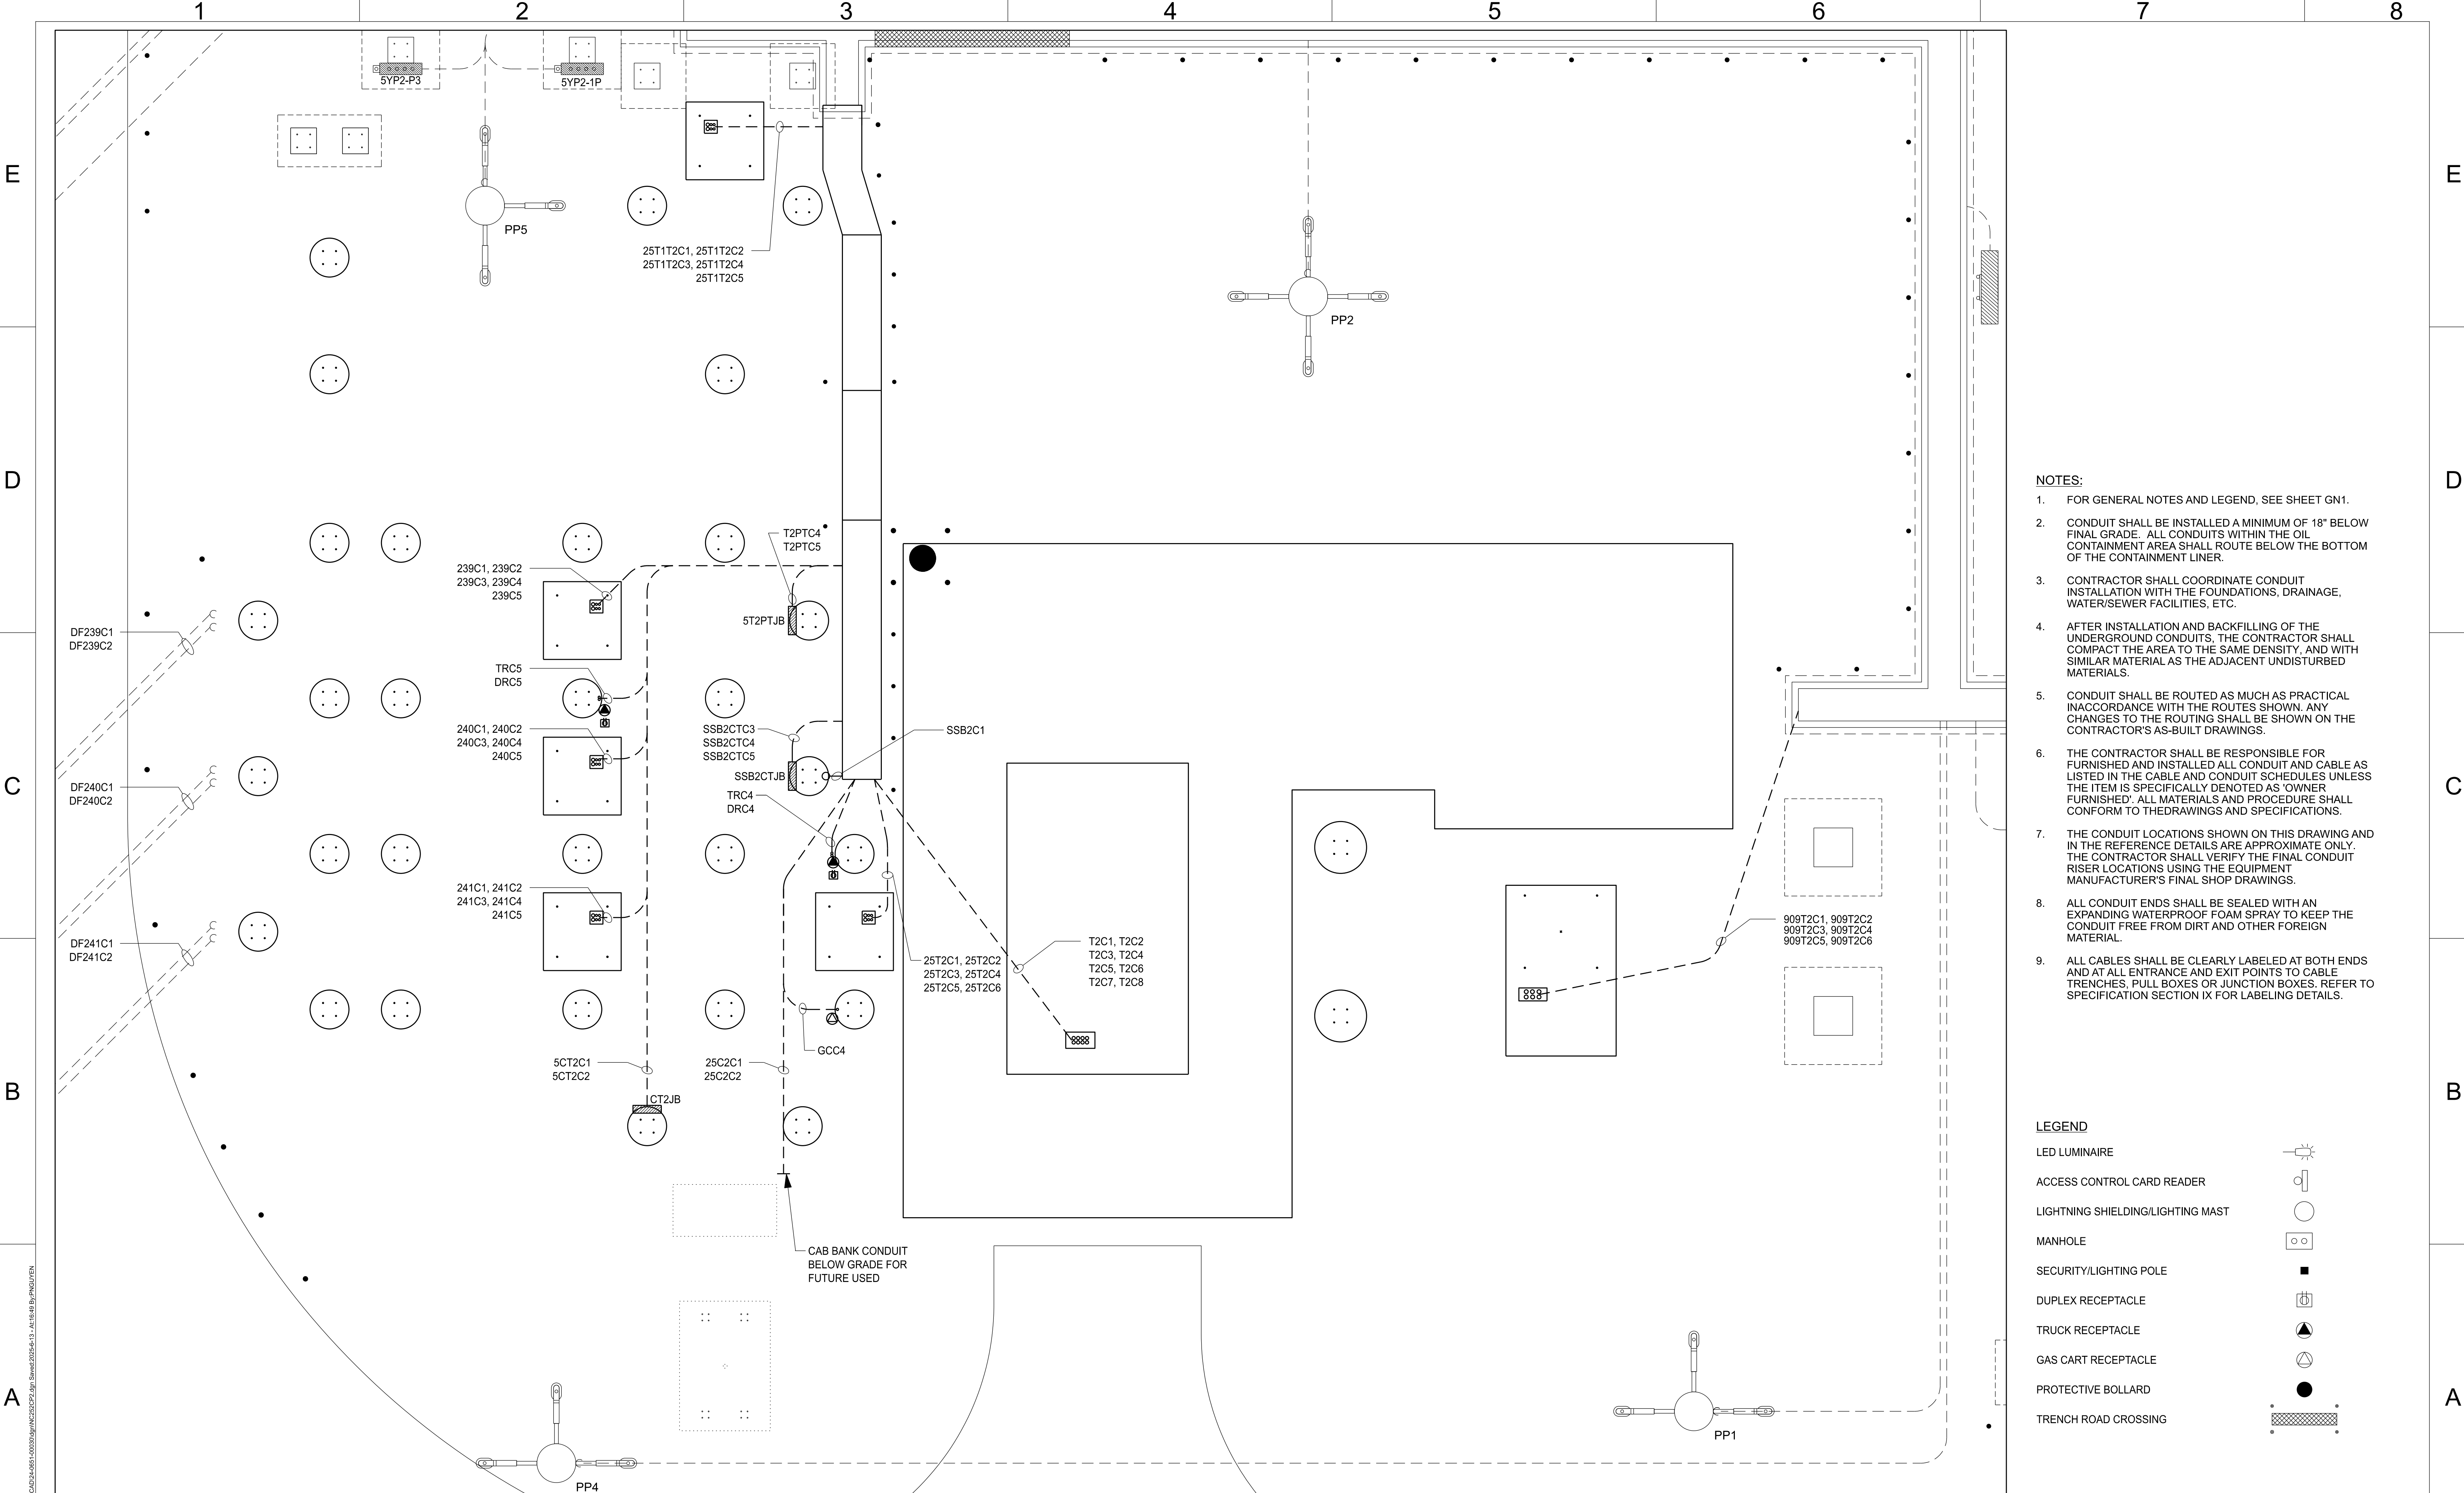 1 2 3 4 5 6 7 8
5YP2-P3
5YP2-1P
E
E
PP5
25T1T2C1, 25T1T2C2
25T1T2C3, 25T1T2C4
25T1T2C5
PP2
D
D
T2PTC4
T2PTC5
239C1, 239C2
239C3, 239C4
239C5
5T2PTJB
DF239C1
DF239C2
TRC5
DRC5
240C1, 240C2
240C3, 240C4
240C5
SSB2CTC3
SSB2CTC4
SSB2CTC5
SSB2C1
SSB2CTJB
C
C
DF240C1
DF240C2
TRC4
DRC4
241C1, 241C2
241C3, 241C4
241C5
DF241C1
DF241C2
25T2C1, 25T2C2
25T2C3, 25T2C4
25T2C5, 25T2C6
T2C1, T2C2
T2C3, T2C4
T2C5, T2C6
T2C7, T2C8
909T2C1, 909T2C2
909T2C3, 909T2C4
909T2C5, 909T2C6
GCC4
5CT2C1
5CT2C2
25C2C1
25C2C2
B
B
CT2JB
CAB BANK CONDUIT
BELOW GRADE FOR
FUTURE USED
A
A
PP1
PP4
CAD\24-0651-00030\dgn\NC252CP2.dgn Saved:2025-6-13 - At:16:49 By:PNGUYEN
NOTES:
1. FOR GENERAL NOTES AND LEGEND, SEE SHEET GN1.
2. CONDUIT SHALL BE INSTALLED A MINIMUM OF 18" BELOW
FINAL GRADE. ALL CONDUITS WITHIN THE OIL
CONTAINMENT AREA SHALL ROUTE BELOW THE BOTTOM
OF THE CONTAINMENT LINER.
3. CONTRACTOR SHALL COORDINATE CONDUIT
INSTALLATION WITH THE FOUNDATIONS, DRAINAGE,
WATER/SEWER FACILITIES, ETC.
4. AFTER INSTALLATION AND BACKFILLING OF THE
UNDERGROUND CONDUITS, THE CONTRACTOR SHALL
COMPACT THE AREA TO THE SAME DENSITY, AND WITH
SIMILAR MATERIAL AS THE ADJACENT UNDISTURBED
MATERIALS.
5. CONDUIT SHALL BE ROUTED AS MUCH AS PRACTICAL
INACCORDANCE WITH THE ROUTES SHOWN. ANY
CHANGES TO THE ROUTING SHALL BE SHOWN ON THE
CONTRACTOR'S AS-BUILT DRAWINGS.
6. THE CONTRACTOR SHALL BE RESPONSIBLE FOR
FURNISHED AND INSTALLED ALL CONDUIT AND CABLE AS
LISTED IN THE CABLE AND CONDUIT SCHEDULES UNLESS
THE ITEM IS SPECIFICALLY DENOTED AS 'OWNER
FURNISHED'. ALL MATERIALS AND PROCEDURE SHALL
CONFORM TO THEDRAWINGS AND SPECIFICATIONS.
7. THE CONDUIT LOCATIONS SHOWN ON THIS DRAWING AND
IN THE REFERENCE DETAILS ARE APPROXIMATE ONLY.
THE CONTRACTOR SHALL VERIFY THE FINAL CONDUIT
RISER LOCATIONS USING THE EQUIPMENT
MANUFACTURER'S FINAL SHOP DRAWINGS.
8. ALL CONDUIT ENDS SHALL BE SEALED WITH AN
EXPANDING WATERPROOF FOAM SPRAY TO KEEP THE
CONDUIT FREE FROM DIRT AND OTHER FOREIGN
MATERIAL.
9. ALL CABLES SHALL BE CLEARLY LABELED AT BOTH ENDS
AND AT ALL ENTRANCE AND EXIT POINTS TO CABLE
TRENCHES, PULL BOXES OR JUNCTION BOXES. REFER TO
SPECIFICATION SECTION IX FOR LABELING DETAILS.
LEGEND
LED LUMINAIRE
ACCESS CONTROL CARD READER
LIGHTNING SHIELDING/LIGHTING MAST
MANHOLE
SECURITY/LIGHTING POLE
DUPLEX RECEPTACLE
TRUCK RECEPTACLE
GAS CART RECEPTACLE
PROTECTIVE BOLLARD
TRENCH ROAD CROSSING